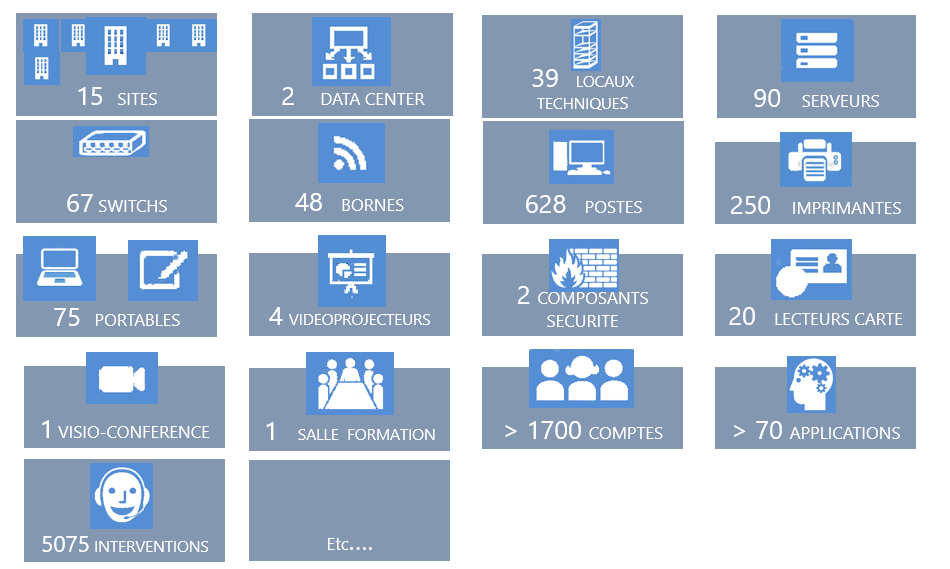 15 SITES
2 DATA CENTER
39 LOCAUX
TECHNIQUES
90 SERVEURS
67 SWITCHS
48 BORNES
628 POSTES
250 IMPRIMANTES
75 PORTABLES
4 VIDEOPROJECTEURS
2 COMPOSANTS
SECURITE
20 LECTEURS CARTE
1 VISIO-CONFERENCE
1 SALLE FORMATION
> 1700 COMPTES
> 70 APPLICATIONS
5075 INTERVENTIONS
Etc....